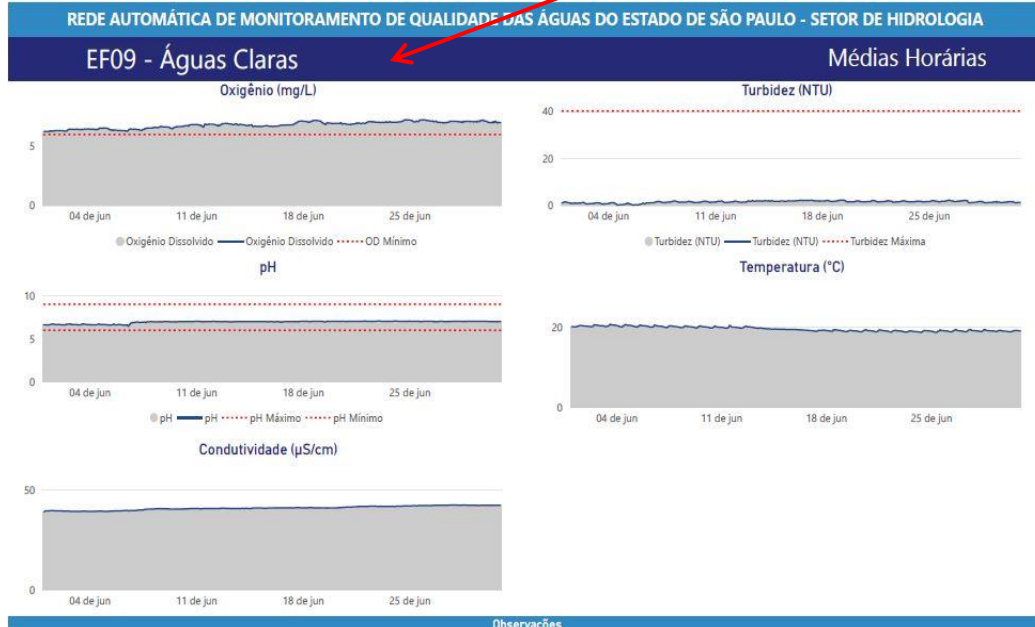 REDE AUTOMÁTICA DE MONITORAMENTO DE QUALIDADE DAS ÁGUAS DO ESTADO DE SÃO PAULO - SETOR DE HIDROLOGIA
EF09 - Águas Claras
Médias Horárias
Oxigênio (mg/L)
5
0
04 de jun 11 de jun 18 de jun 25 de jun
Oxigênio Dissolvido Oxigênio Dissolvido OD Mínimo
Turbidez (NTU)
40
20
0
04 de jun 11 de jun 18 de jun 25 de jun
Turbidez (NTU) Turbidez (NTU) Turbidez Máxima
pH
10
5
0
04 de jun 11 de jun 18 de jun 25 de jun
pH pH pH Máximo pH Mínimo
Temperatura (°C)
20
0
04 de jun 11 de jun 18 de jun 25 de jun
Condutividade (µS/cm)
50
0
04 de jun 11 de jun 18 de jun 25 de jun
Observações